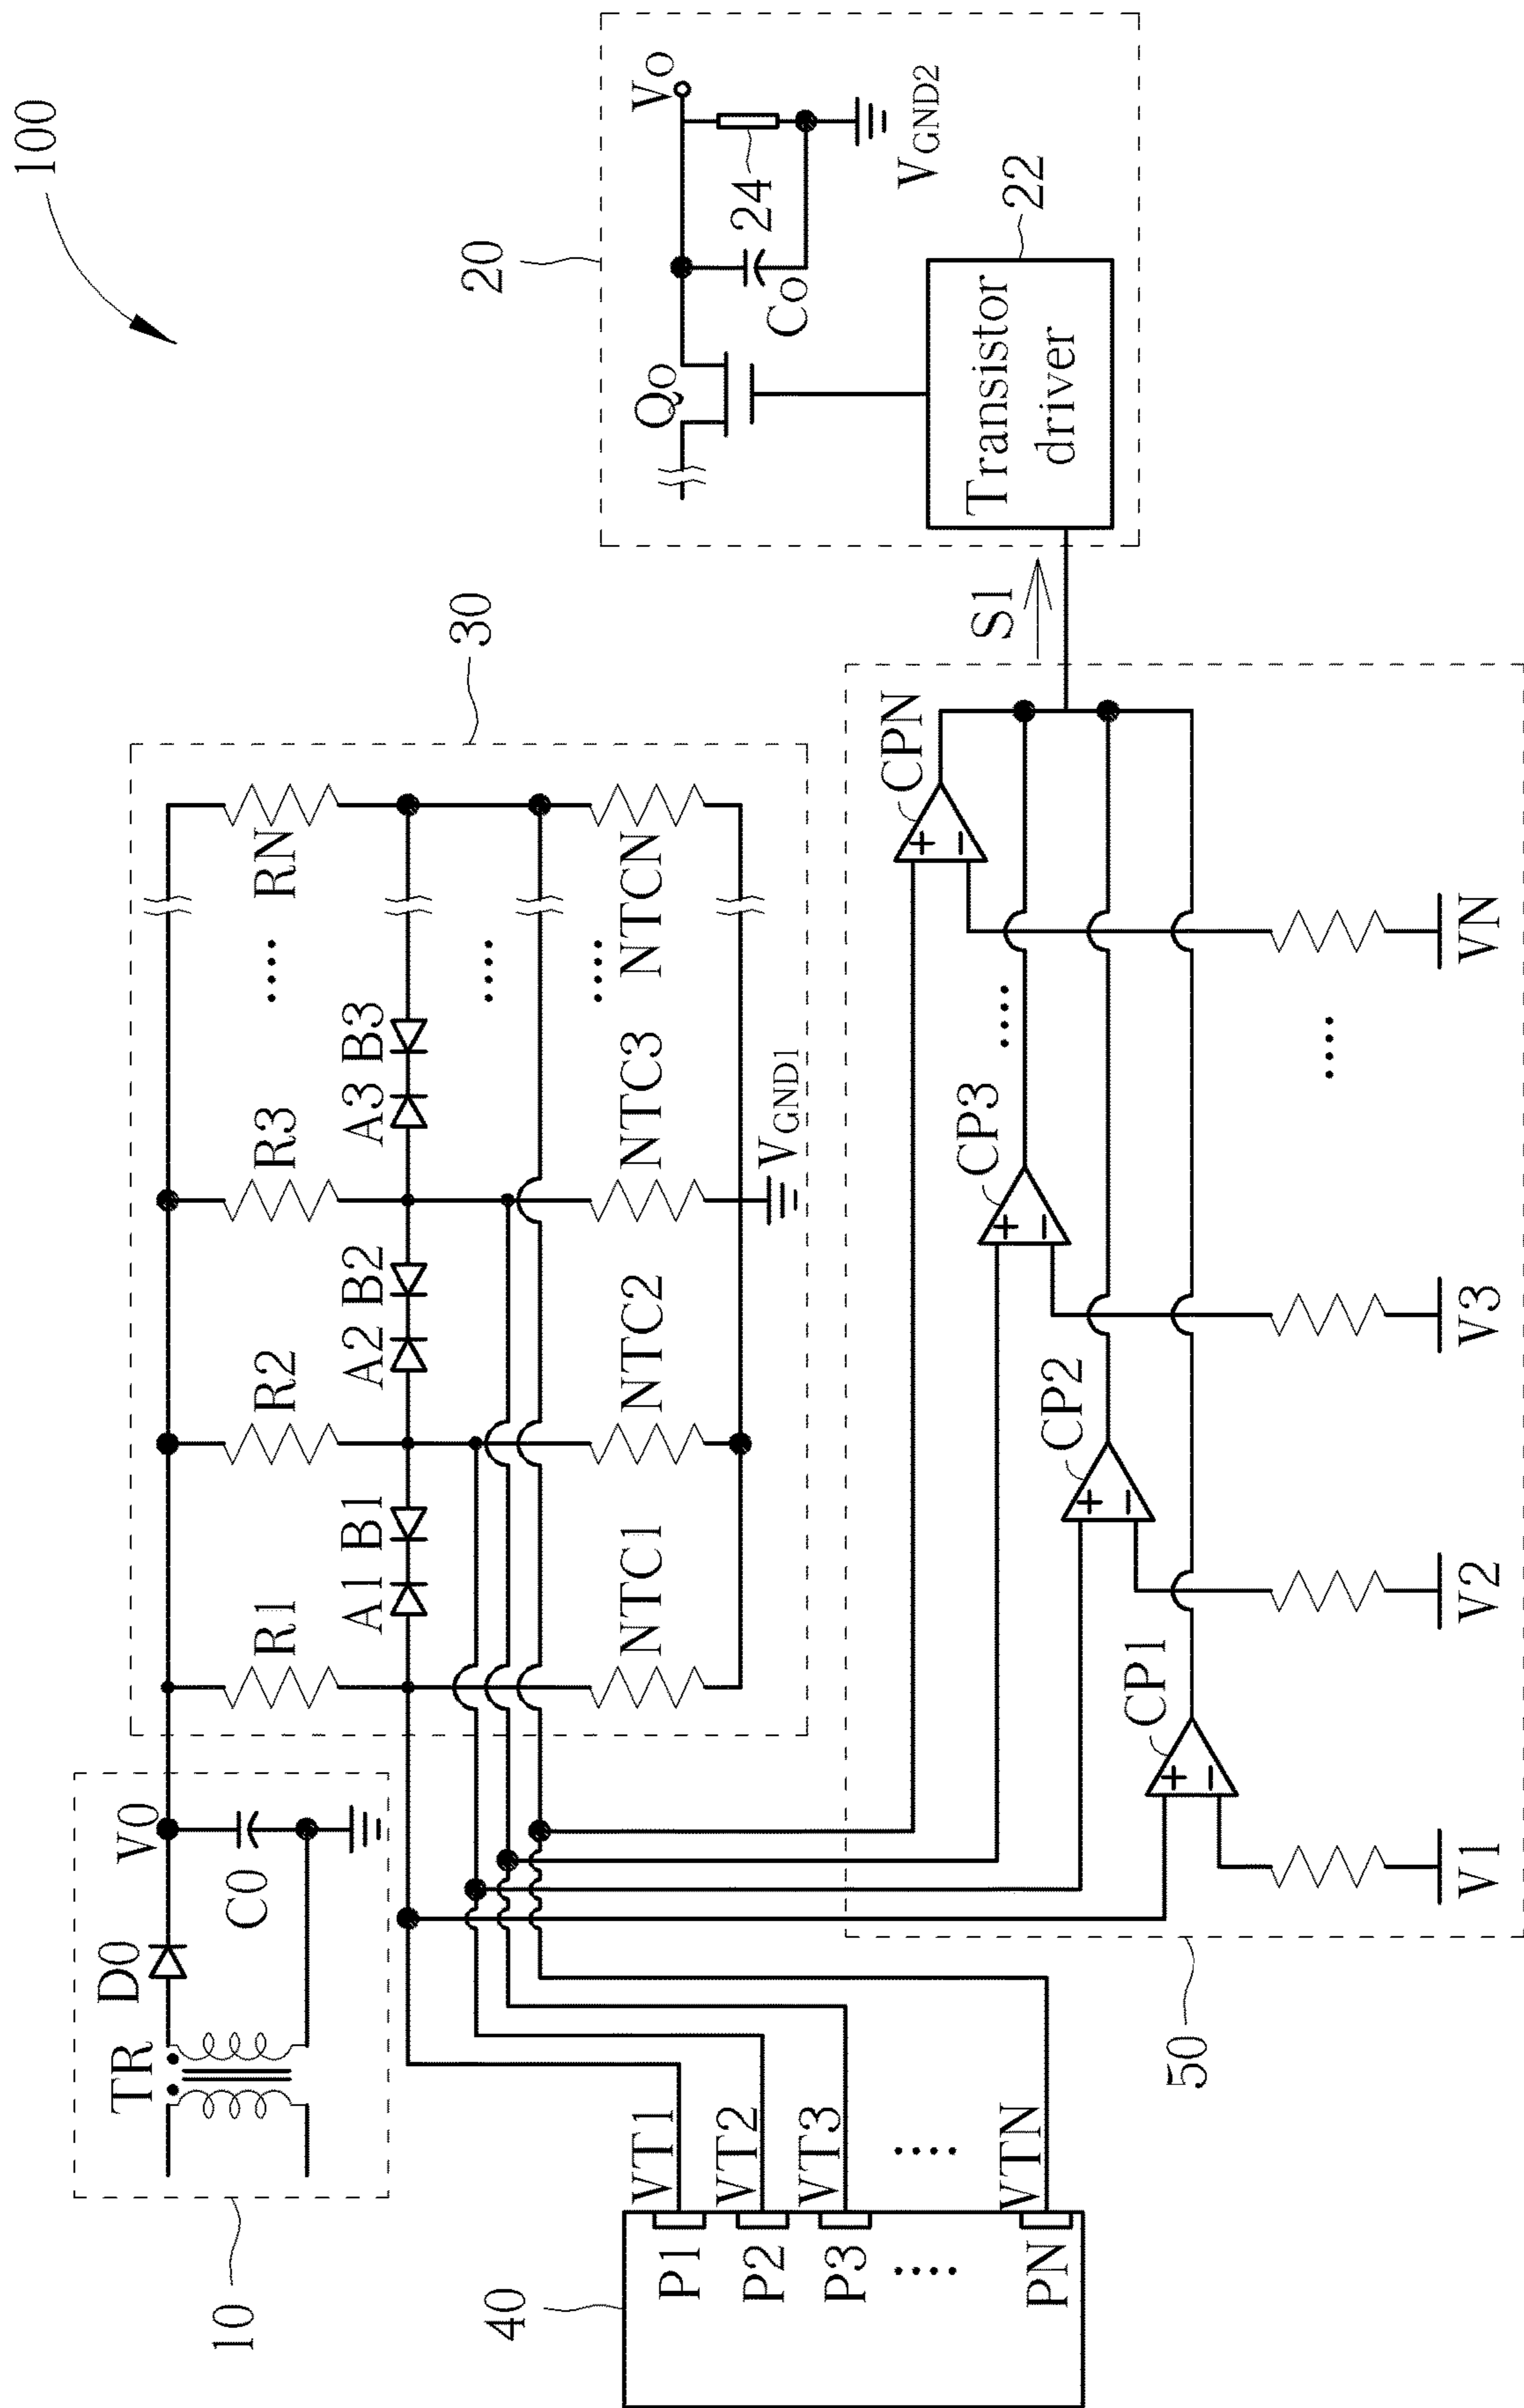 100
10
TR
D0
V0
C0
30
R1
R2
R3
....
RN
A1
B1
A2
B2
A3
B3
....
NTC1
NTC2
NTC3
....
NTCN
VGND1
20
Qo
Vo
Co
24
VGND2
Transistor
driver
22
S1
40
P1
VT1
P2
VT2
P3
VT3
....
....
PN
VTN
50
CP1
CP2
CP3
....
CPN
V1
V2
V3
....
VN